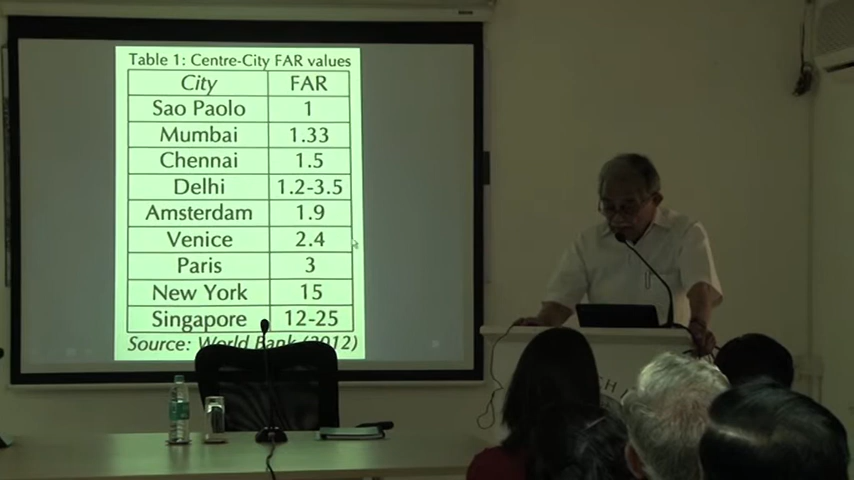 Table 1: Centre-City FAR values
City FAR
Sao Paolo 1
Mumbai 1.33
Chennai 1.5
Delhi 1.2-3.5
Amsterdam 1.9
Venice 2.4
Paris 3
New York 15
Singapore 12-25
Source: World Bank (2012)